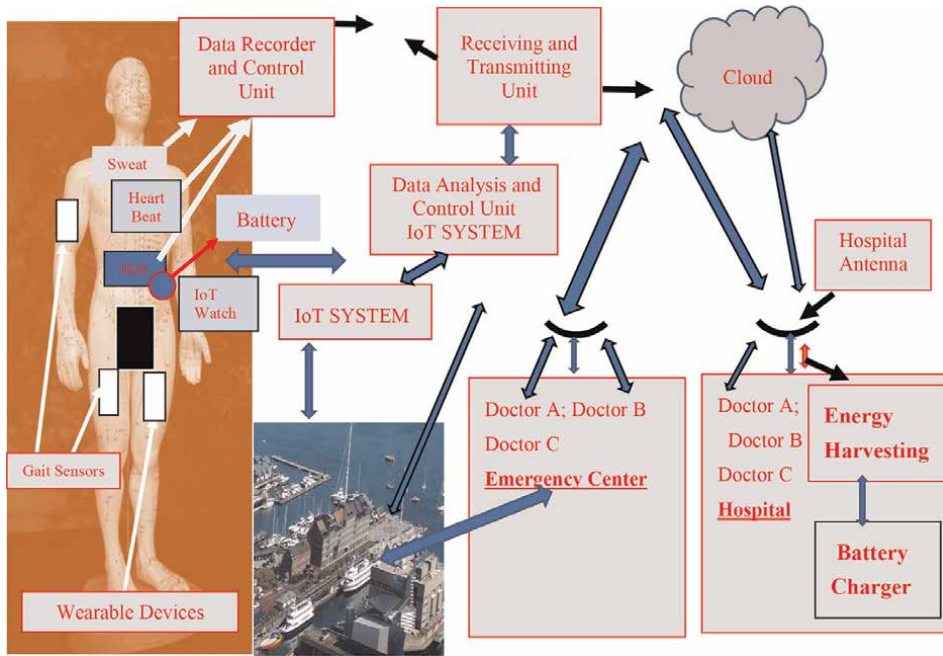 Data Recorder
and Control
Unit
Receiving and
Transmitting
Unit
Cloud
Sweat
Heart
Beat
Battery
Data Analysis and
Control Unit
IoT SYSTEM
Hospital
Antenna
Belt
IoT
Watch
IoT SYSTEM
Gait Sensors
Wearable Devices
Doctor A; Doctor B
Doctor C
Emergency Center
Doctor A;
Doctor B
Doctor C
Hospital
Energy
Harvesting
Battery
Charger